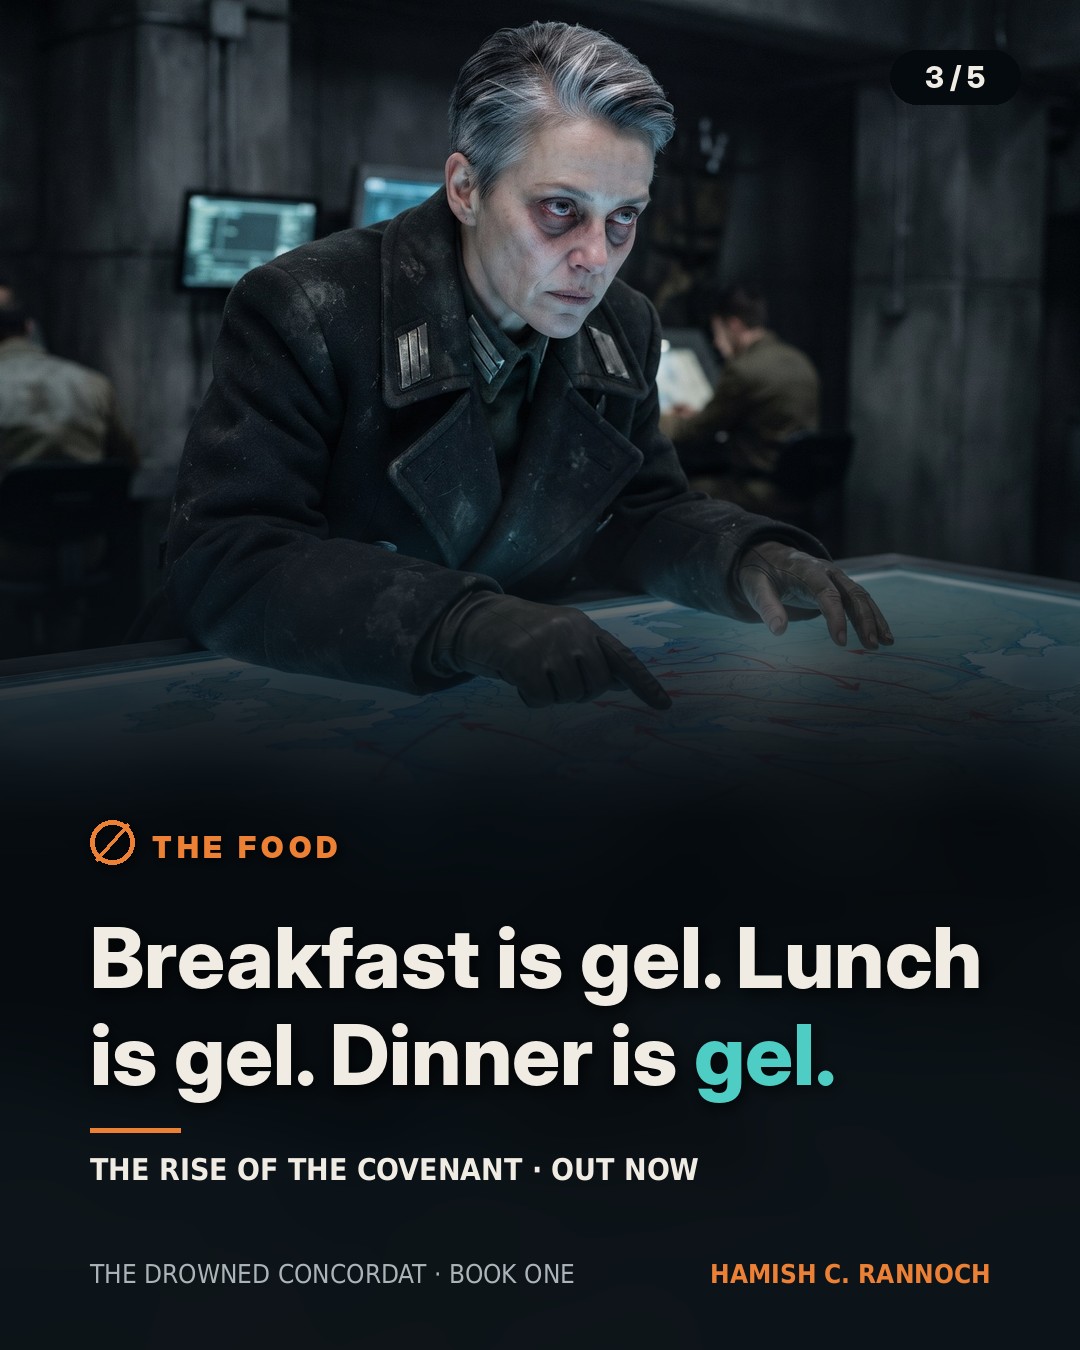 3/5
THE FOOD
Breakfast is gel. Lunch
is gel. Dinner is gel.
THE RISE OF THE COVENANT · OUT NOW
THE DROWNED CONCORDAT · BOOK ONE
HAMISH C. RANNOCH